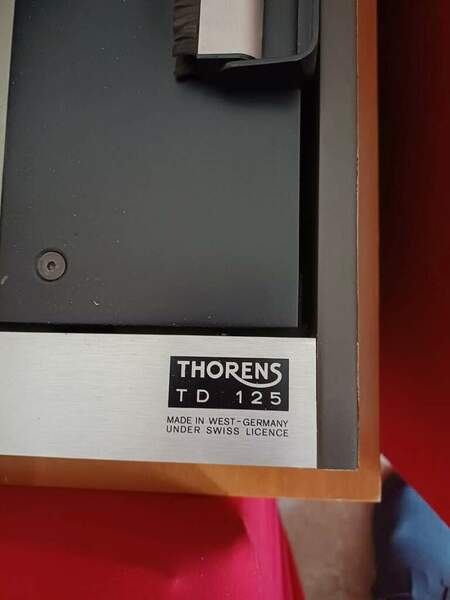 THORENS
TD 125
MADE IN WEST-GERMANY
UNDER SWISS LICENCE